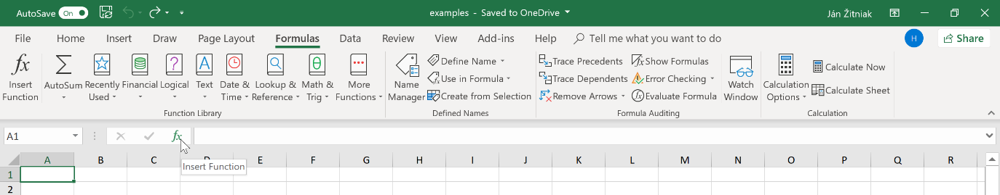 AutoSave On examples - Saved to OneDrive Ján Žitniak
File Home Insert Draw Page Layout Formulas Data Review View Add-ins Help Tell me what you want to do H Share
fx Σ ? A θ Define Name Trace Precedents fx Show Formulas
Use in Formula Trace Dependents Error Checking Calculate Now
Insert AutoSum Recently Financial Logical Text Date & Lookup & Math & More Name Watch Calculation
Function Used Time Reference Trig Functions Manager Create from Selection Remove Arrows fx Evaluate Formula Window Options Calculate Sheet
Function Library Defined Names Formula Auditing Calculation
A1 fx
A B C D E F G H I J K L M N O P Q R
Insert Function
1
2